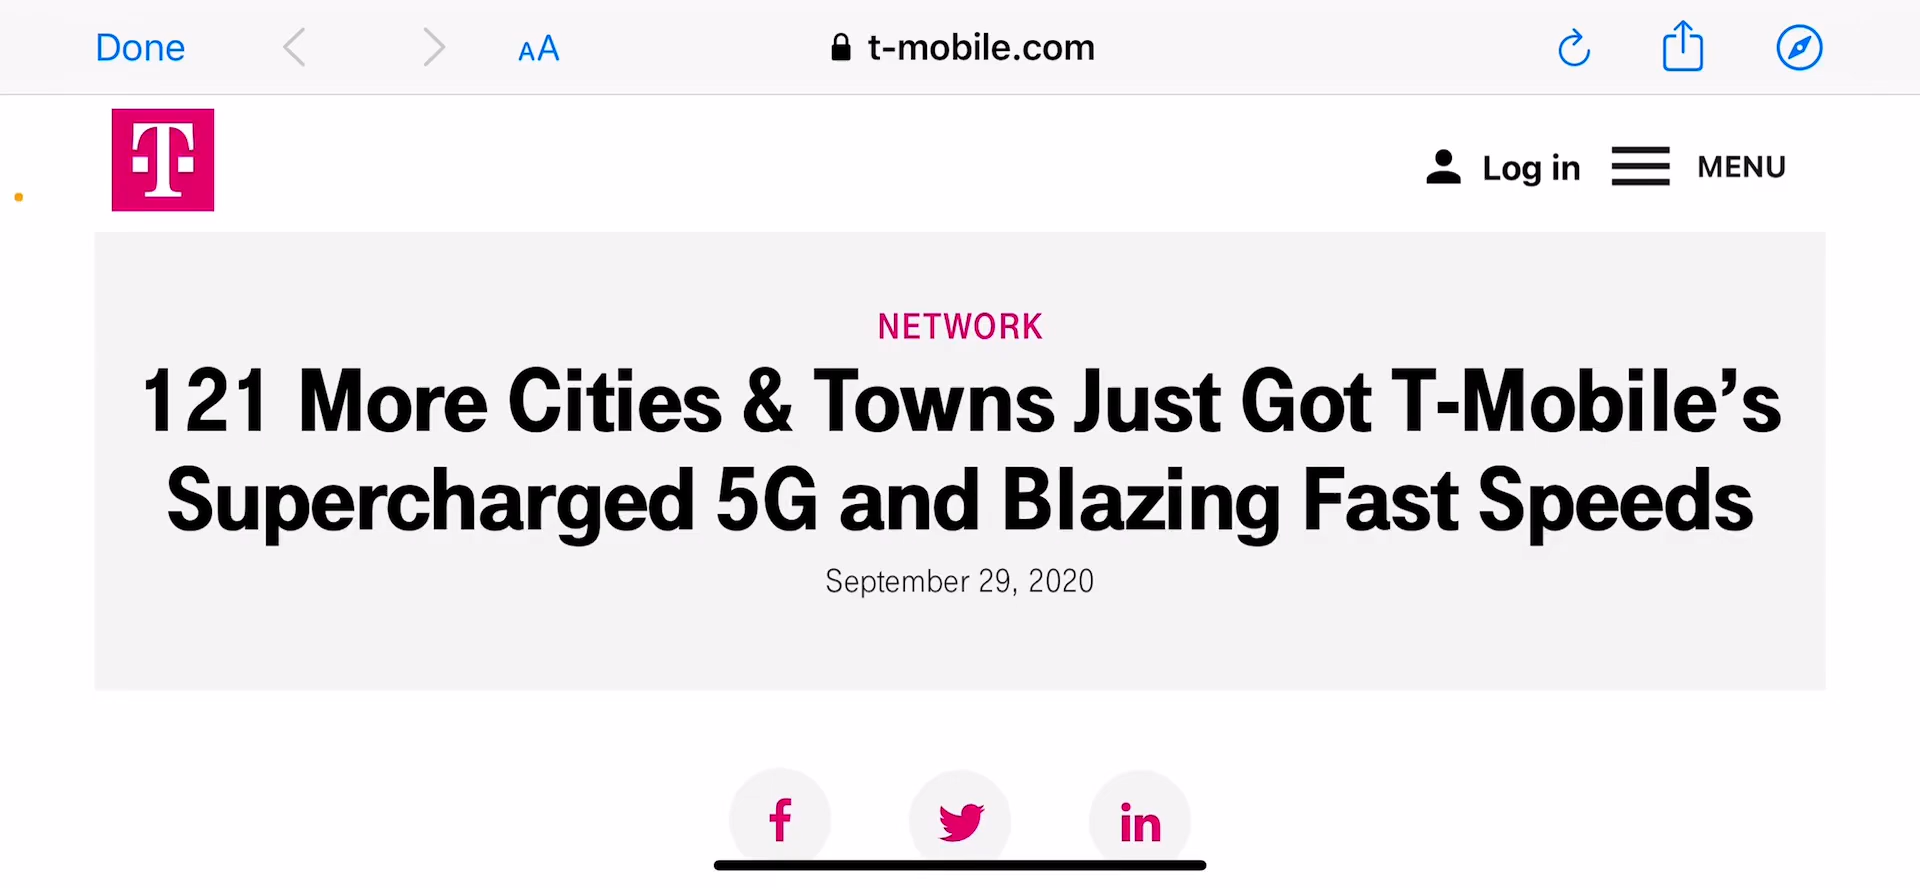 Done
AA
t-mobile.com
T
Log in
MENU
NETWORK
121 More Cities & Towns Just Got T-Mobile’s
Supercharged 5G and Blazing Fast Speeds
September 29, 2020
f
in